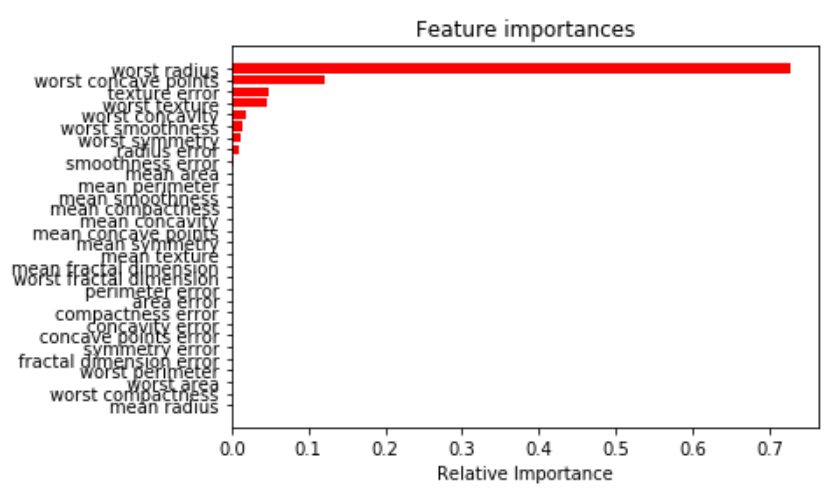 Feature importances
worst radius
worst concave points
texture error
worst texture
worst concavity
worst smoothness
worst symmetry
radius error
smoothness error
mean area
mean perimeter
mean smoothness
mean compactness
mean concavity
mean concave points
mean symmetry
mean texture
mean fractal dimension
worst fractal dimension
perimeter error
area error
compactness error
concavity error
concave points error
symmetry error
fractal dimension error
worst perimeter
worst area
worst compactness
mean radius
0.0 0.1 0.2 0.3 0.4 0.5 0.6 0.7
Relative Importance